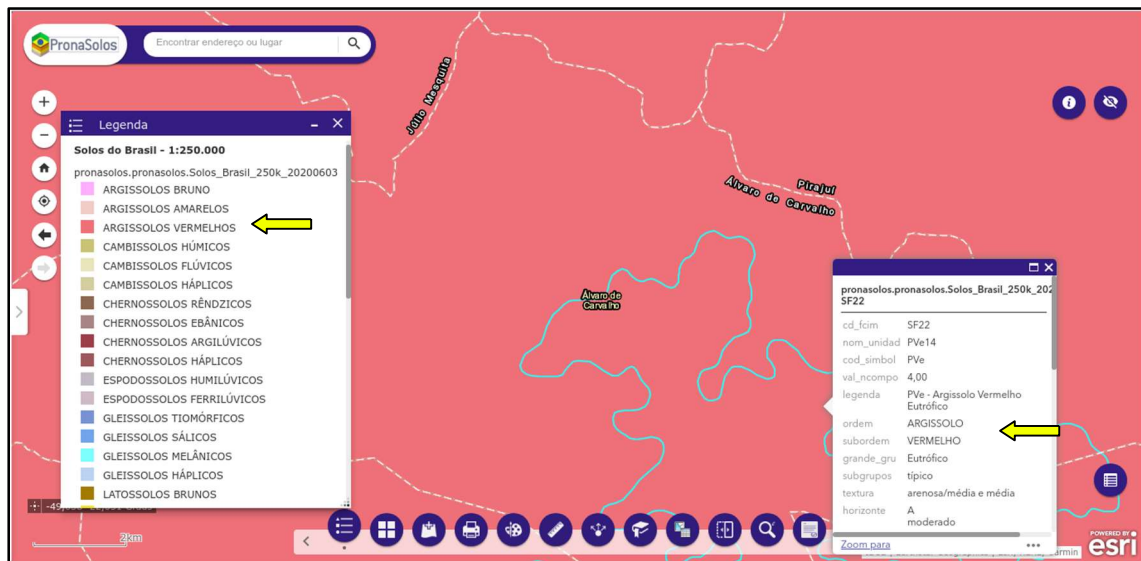 PronaSolos
Encontrar endereço ou lugar
Legenda
Solos do Brasil - 1:250.000
pronasolos.pronasolos.Solos_Brasil_250k_20200603
ARGISSOLOS BRUNO
ARGISSOLOS AMARELOS
ARGISSOLOS VERMELHOS
CAMBISSOLOS HÚMICOS
CAMBISSOLOS FLÚVICOS
CAMBISSOLOS HÁPLICOS
CHERNOSSOLOS RÊNDZICOS
CHERNOSSOLOS EBÂNICOS
CHERNOSSOLOS ARGILÚVICOS
CHERNOSSOLOS HÁPLICOS
ESPODOSSOLOS HUMILÚVICOS
ESPODOSSOLOS FERRILÚVICOS
GLEISSOLOS TIOMÓRFICOS
GLEISSOLOS SÁLICOS
GLEISSOLOS MELÂNICOS
GLEISSOLOS HÁPLICOS
LATOSSOLOS BRUNOS
2km
Júlio Mesquita
Pirajuí
Álvaro de Carvalho
Álvaro de
Carvalho
pronasolos.pronasolos.Solos_Brasil_250k_202
SF22
cd_fcim SF22
nom_unidad PVe14
cod_simbol PVe
val_ncompo 4,00
legenda PVe - Argissolo Vermelho
Eutrófico
ordem ARGISSOLO
subordem VERMELHO
grande_gru Eutrófico
subgrupos típico
textura arenosa/média e média
horizonte A
moderado
Zoom para
POWERED BY
esri